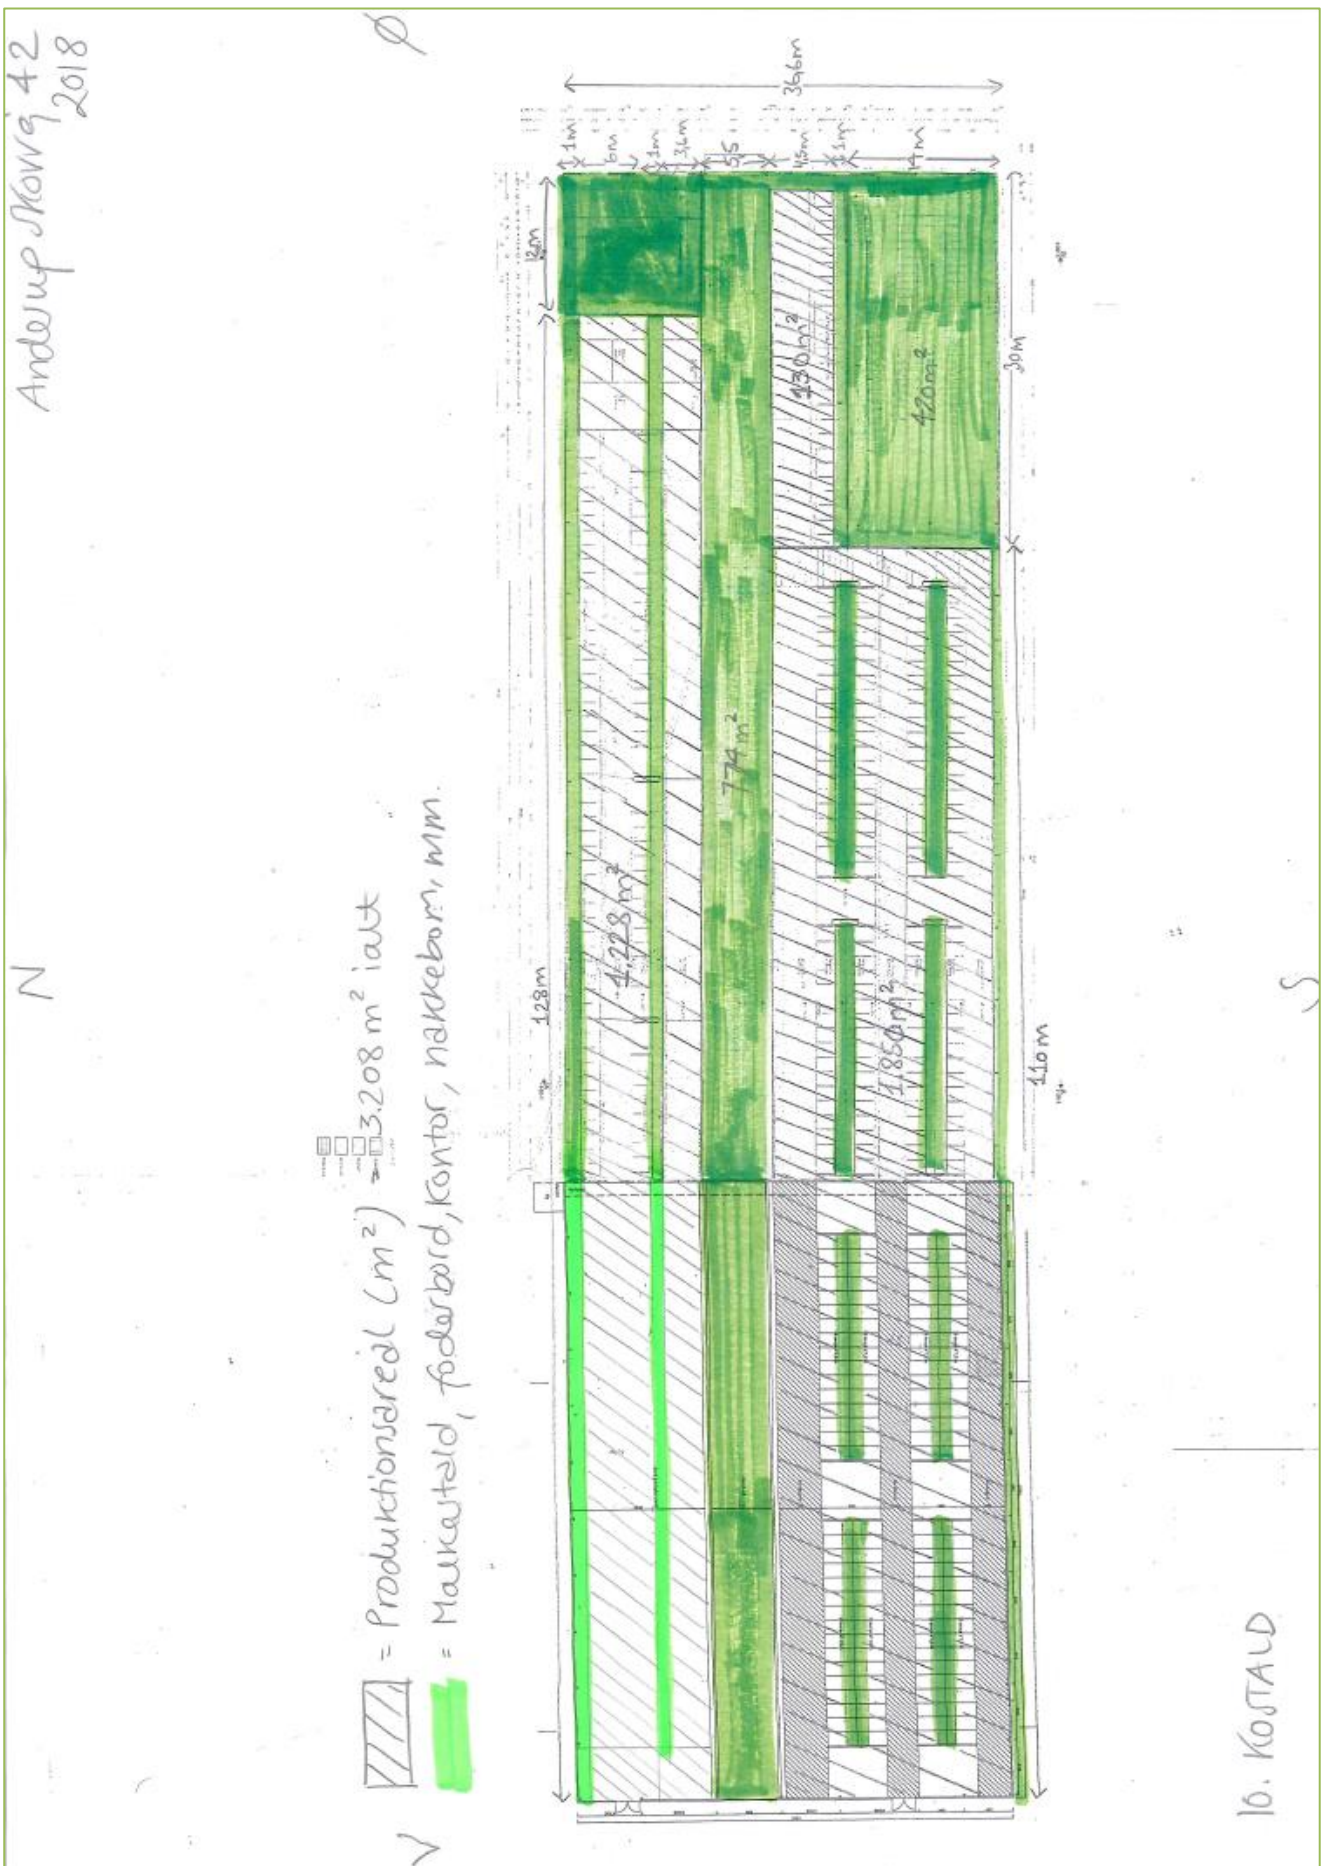 Anderup Skovvej 42
2018
N
Ø
= Produktionsareal (m²) → 3.208 m² ialt
= Malkestald, foderbord, kontor, nakkebom, mm.
V
128m
12m
36,6m
1m
6m
1m
3,6m
5,5
4,5m
1m
14m
1.228m²
774m²
130m²
420m²
1.850m²
110m
30m
S
10. KOSTALD